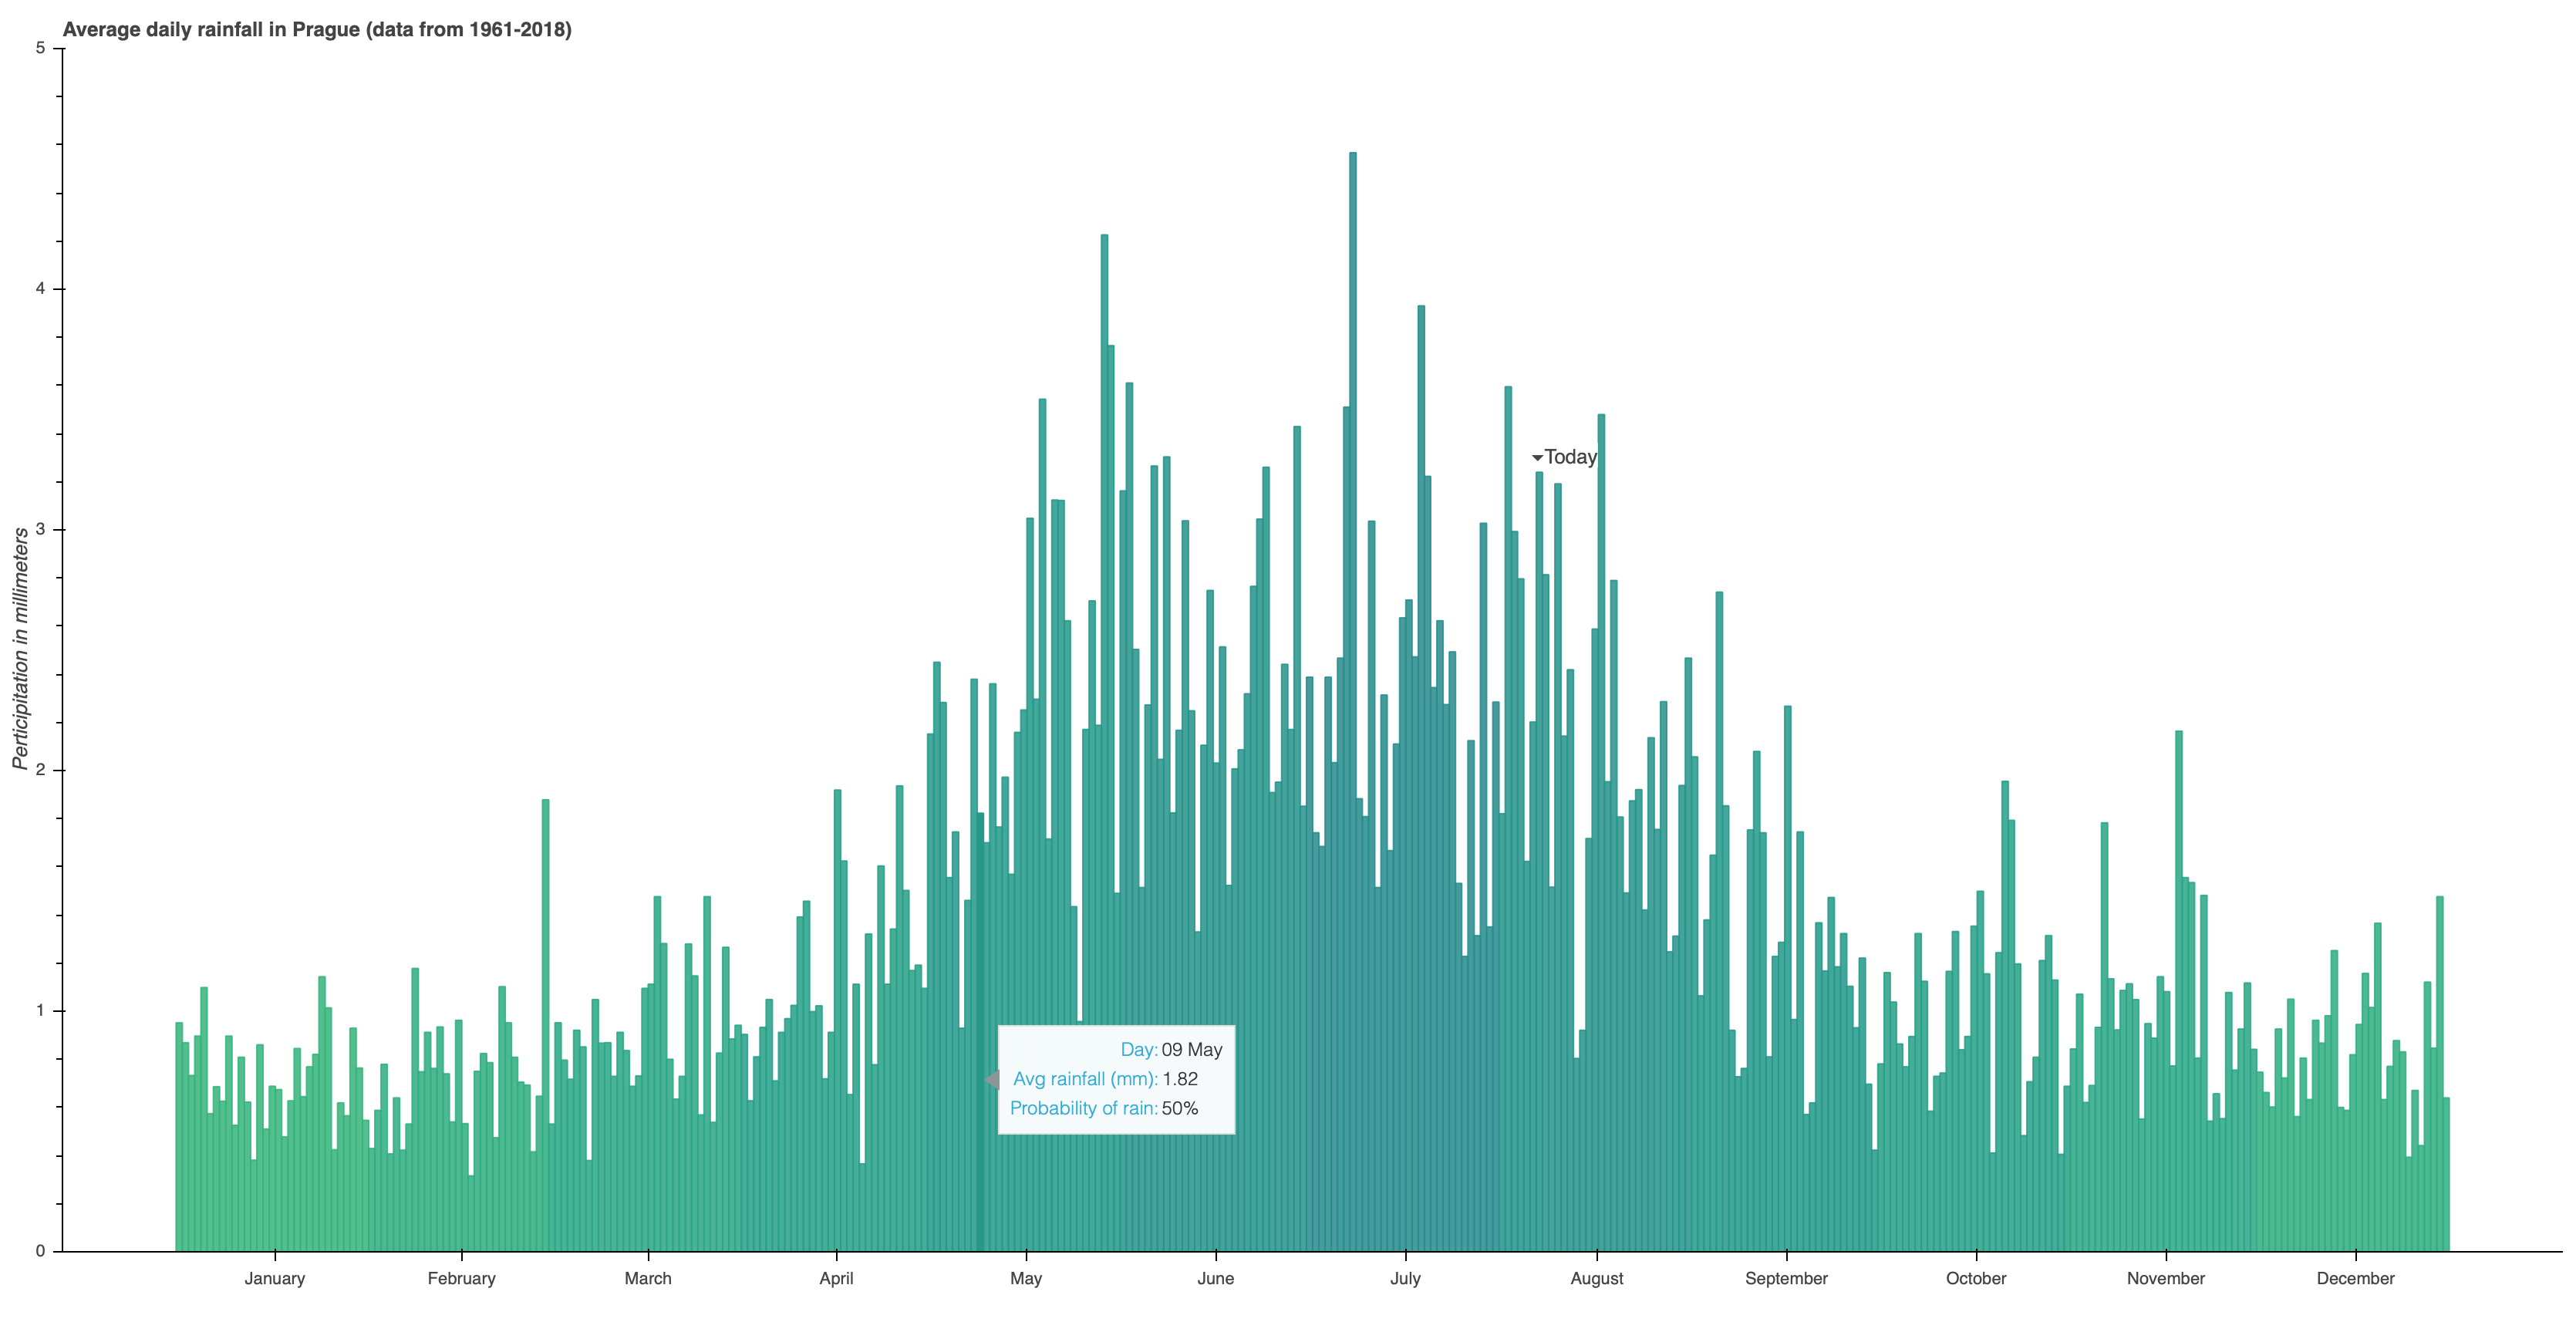 Average daily rainfall in Prague (data from 1961-2018)
Perticipitation in millimeters
5
4
3
2
1
0
Today
Day: 09 May
Avg rainfall (mm): 1.82
Probability of rain: 50%
January February March April May June July August September October November December